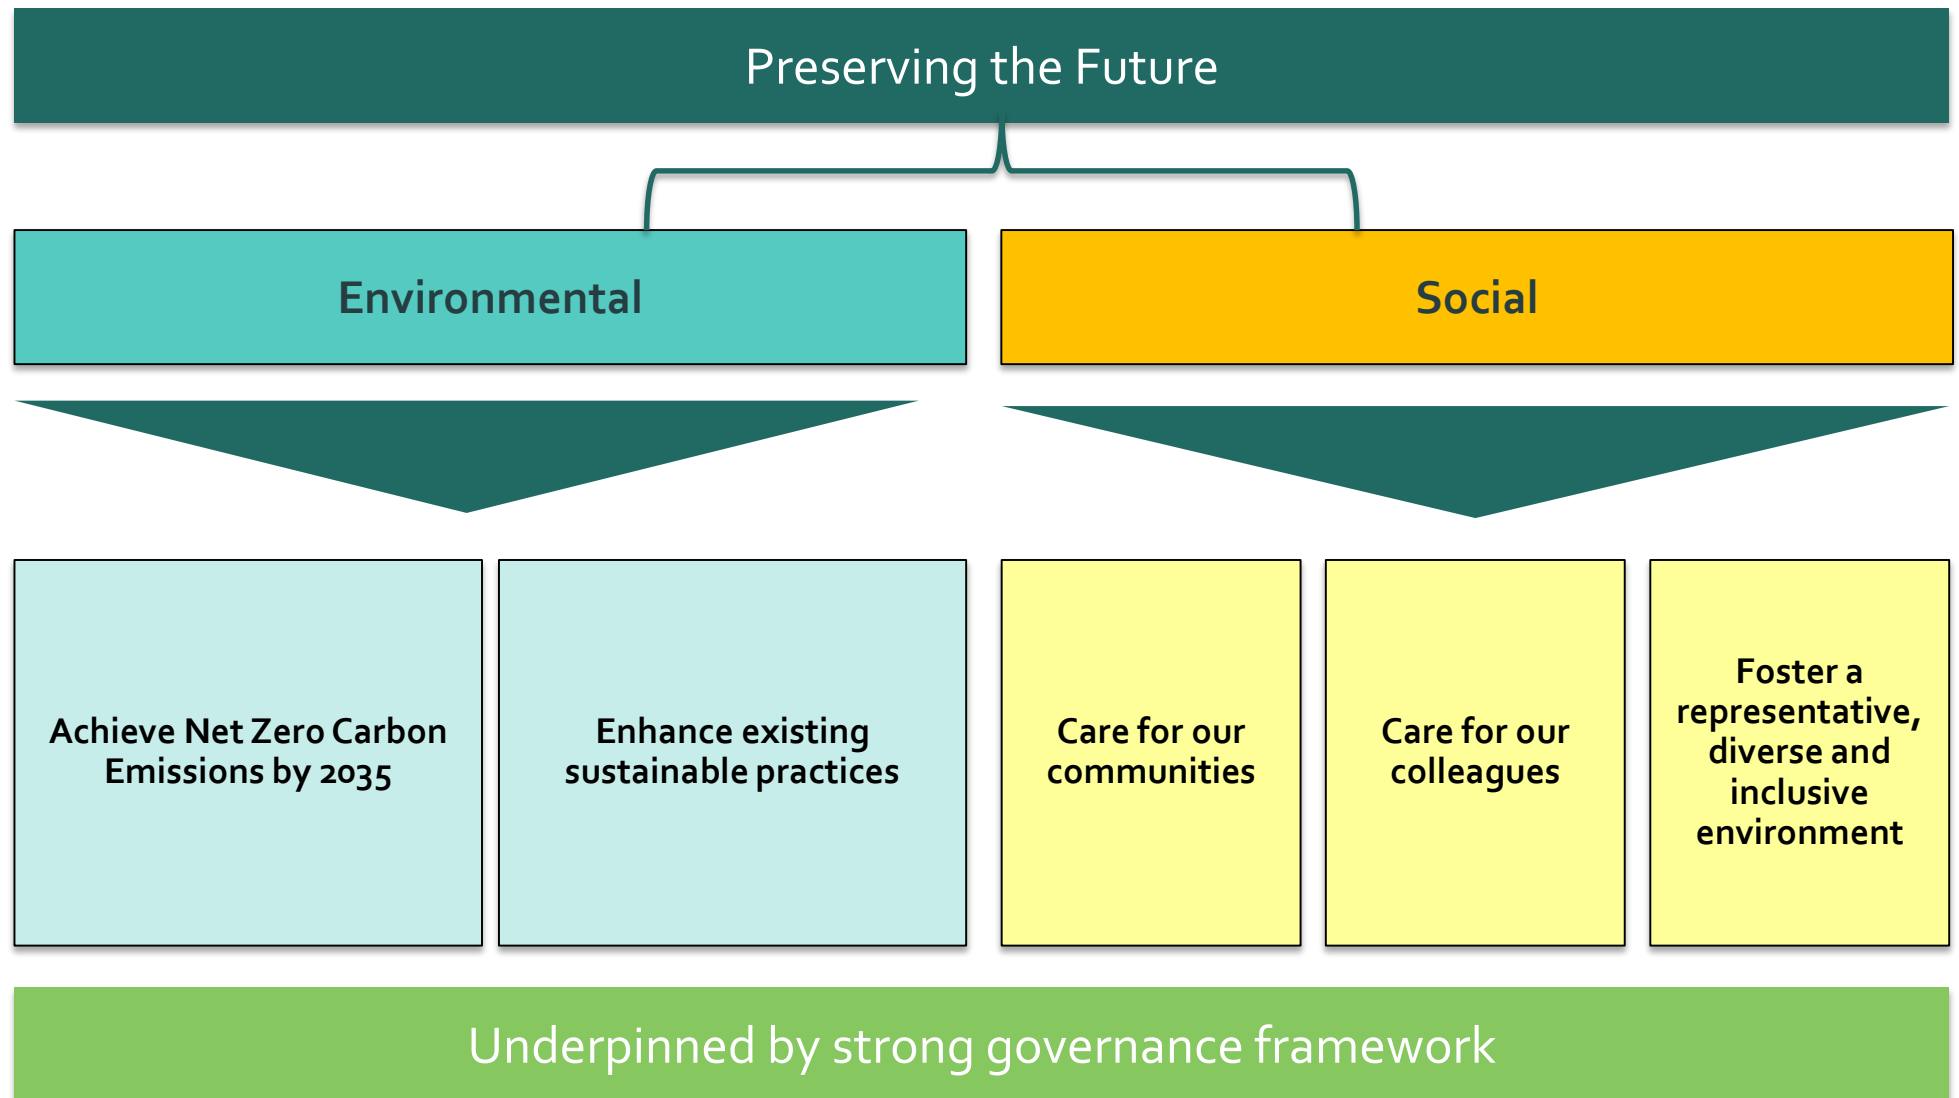 Preserving the Future
Environmental
Social
Achieve Net Zero Carbon
Emissions by 2035
Enhance existing
sustainable practices
Care for our
communities
Care for our
colleagues
Foster a
representative,
diverse and
inclusive
environment
Underpinned by strong governance framework